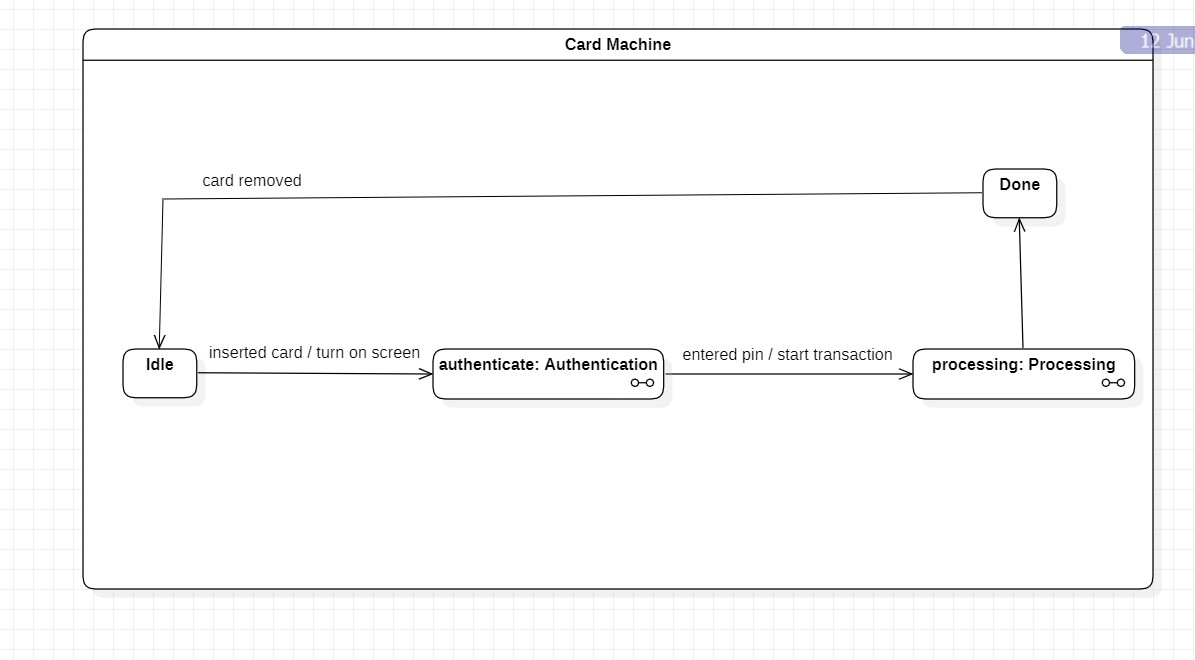 Card Machine
12 Jun
card removed
Done
Idle
inserted card / turn on screen
authenticate: Authentication
entered pin / start transaction
processing: Processing